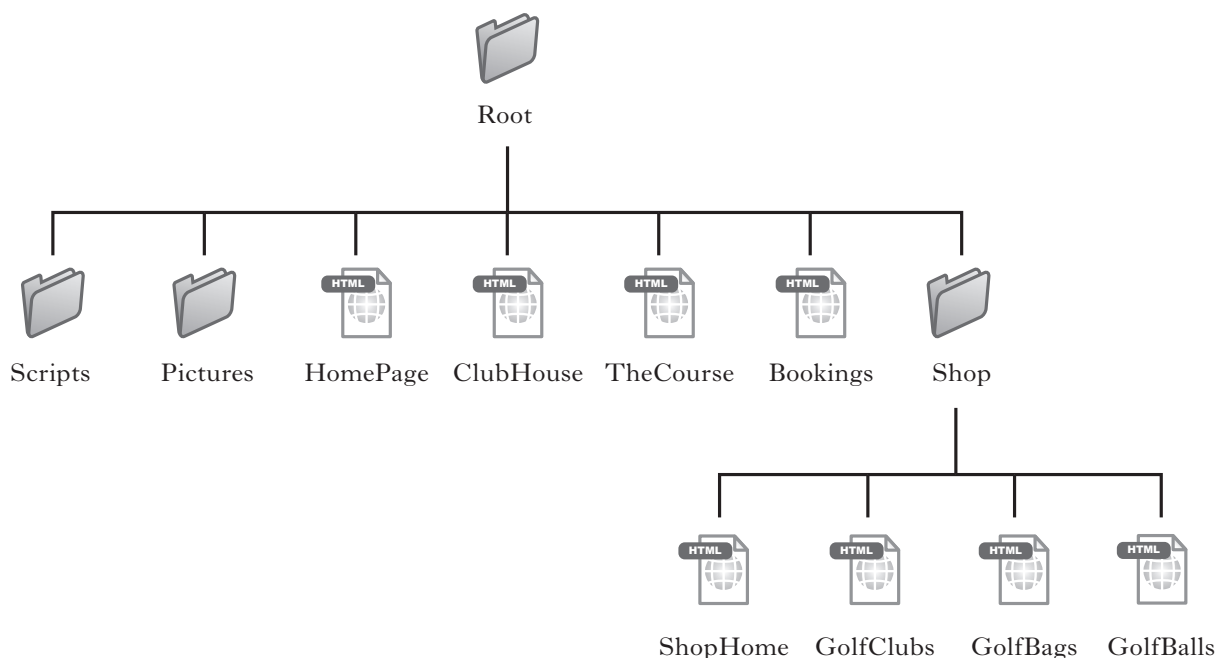 Root
HTML HTML HTML HTML
Scripts Pictures HomePage ClubHouse TheCourse Bookings Shop
HTML HTML HTML HTML
ShopHome GolfClubs GolfBags GolfBalls